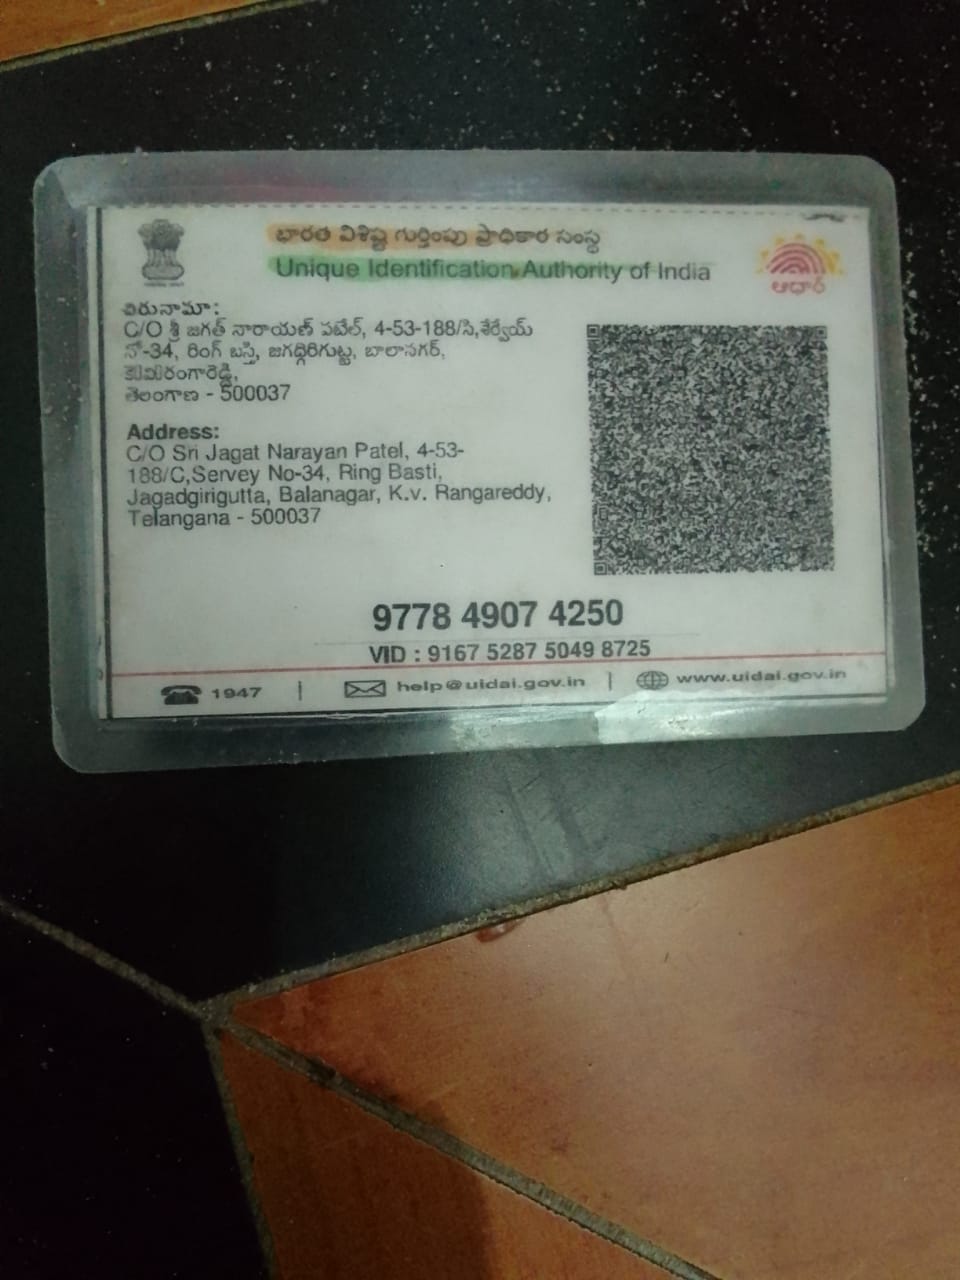 భారత విశిష్ట గుర్తింపు ప్రాధికార సంస్థ
Unique Identification Authority of India
ఆధార్
చిరునామా:
C/O శ్రీ జగత్ నారాయణ్ పటేల్, 4-53-188/సి,శేర్వేయ్
నో-34, రింగ్ బస్తి, జగద్గిరిగుట్ట, బాలానగర్,
కె.వి.రంగారెడ్డి,
తెలంగాణ - 500037
Address:
C/O Sri Jagat Narayan Patel, 4-53-
188/C,Servey No-34, Ring Basti,
Jagadgirigutta, Balanagar, K.v. Rangareddy,
Telangana - 500037
9778 4907 4250
VID : 9167 5287 5049 8725
1947 | help@uidai.gov.in | www.uidai.gov.in